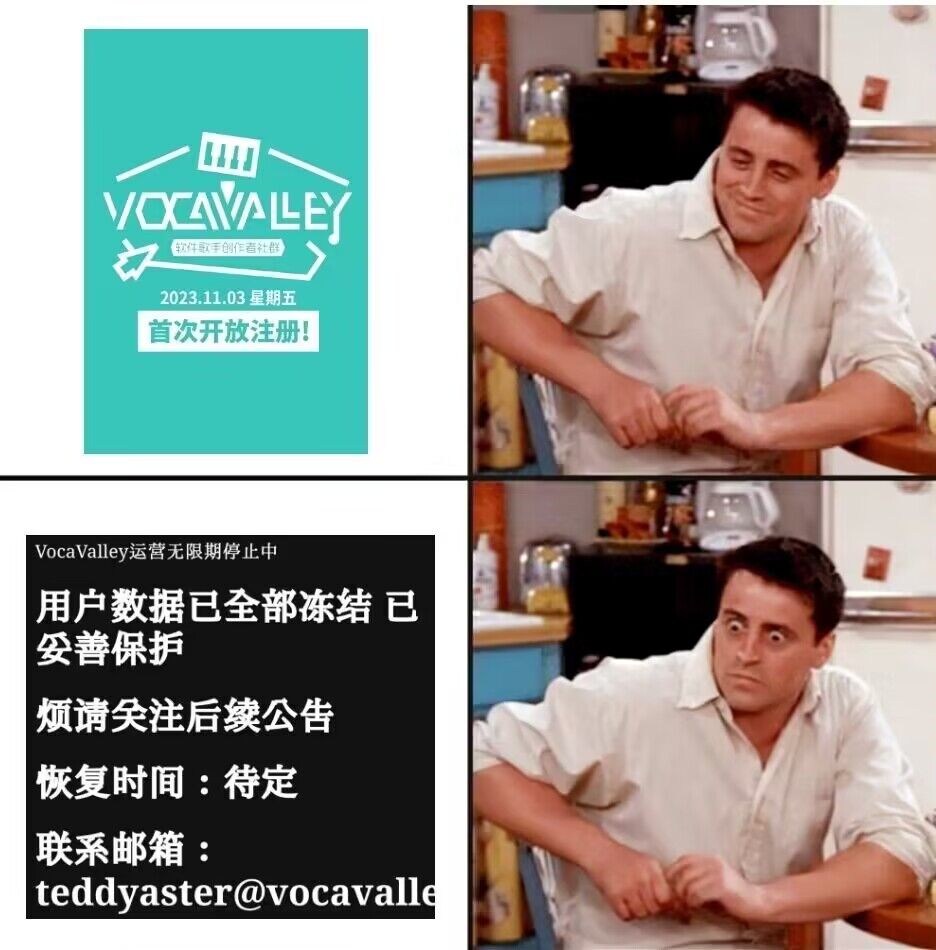 VOCAVALLEY
软件歌手创作者社群
2023.11.03 星期五
首次开放注册!
VocaValley运营无限期停止中
用户数据已全部冻结 已
妥善保护
烦请关注后续公告
恢复时间：待定
联系邮箱：
teddyaster@vocavalle